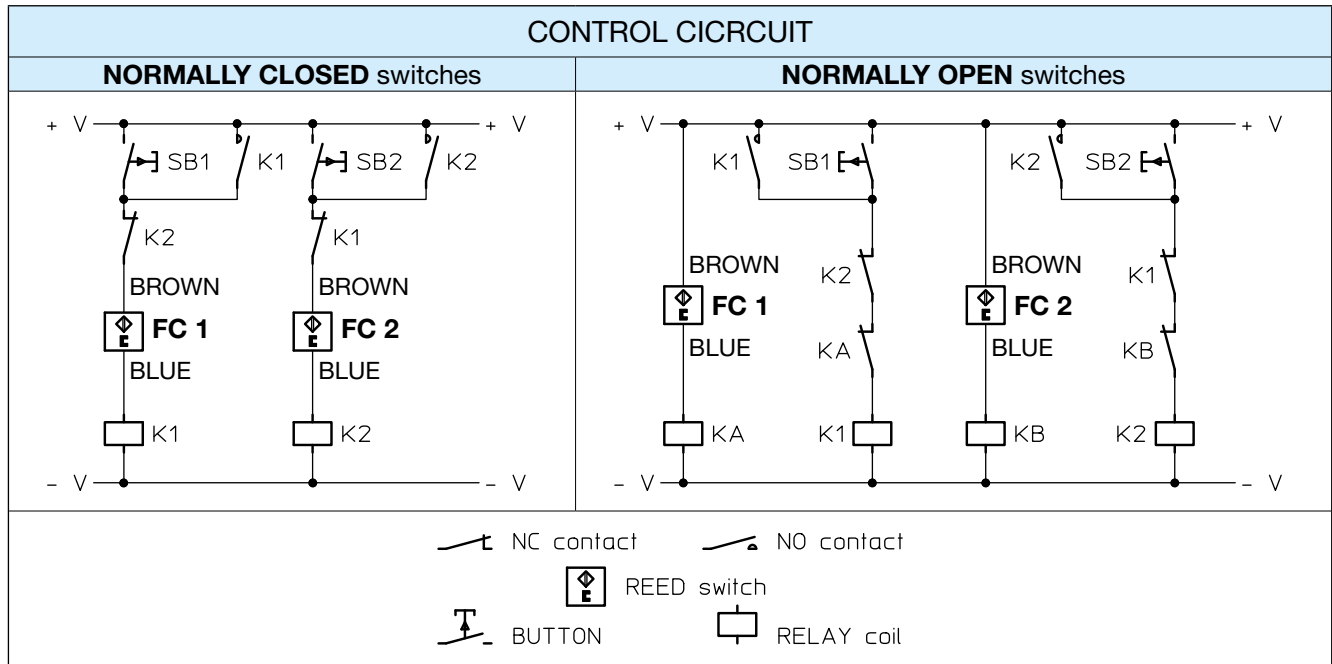 CONTROL CICRCUIT
NORMALLY CLOSED switches
NORMALLY OPEN switches
+ V + V
SB1 K1 SB2 K2
K2 K1
BROWN BROWN
FC 1 FC 2
BLUE BLUE
K1 K2
- V - V
+ V + V
K1 SB1 K2 SB2
BROWN K2 BROWN K1
FC 1 FC 2
BLUE KA BLUE KB
KA K1 KB K2
- V - V
NC contact NO contact
REED switch
BUTTON RELAY coil